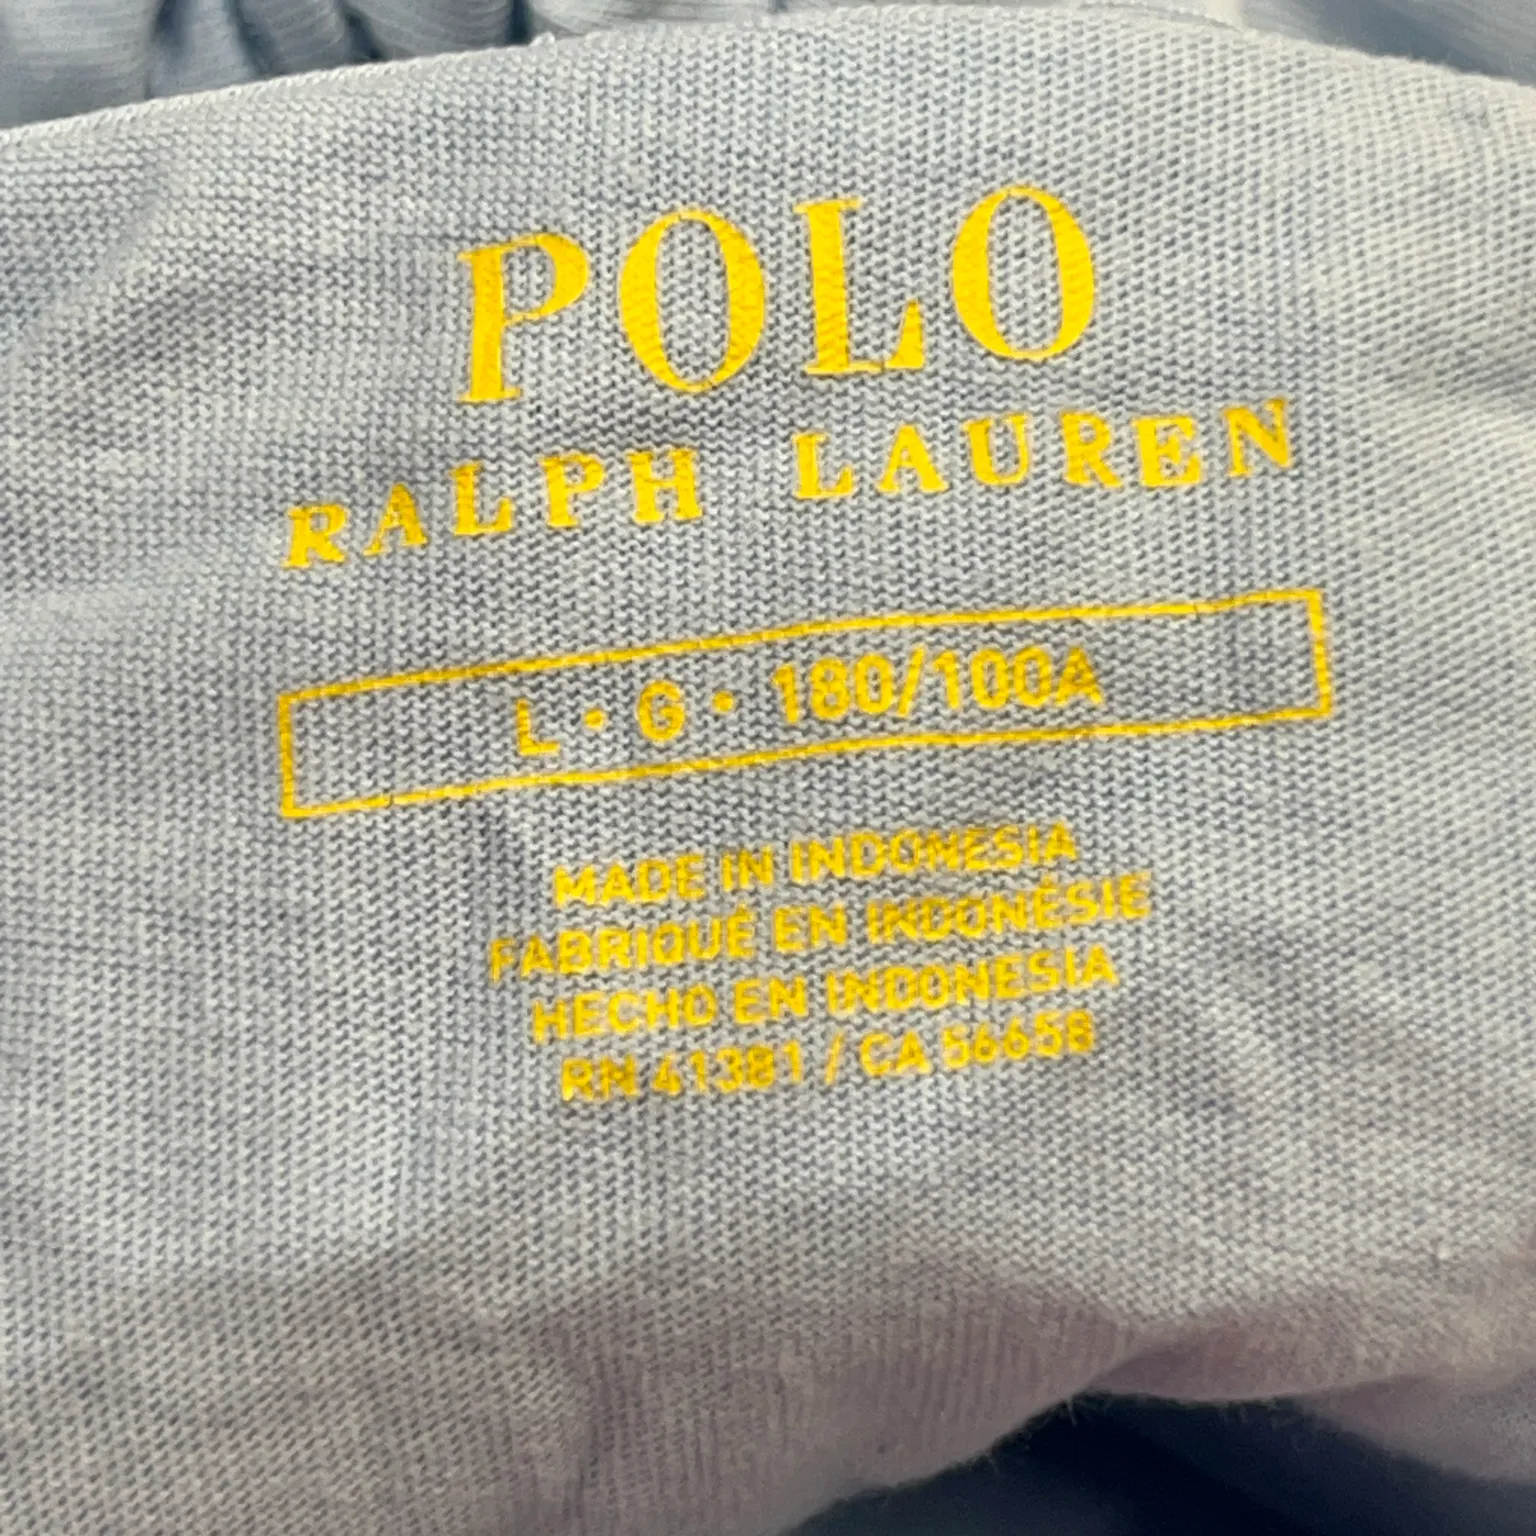 POLO
RALPH LAUREN
L • G • 180/100A
MADE IN INDONESIA
FABRIQUÉ EN INDONÉSIE
HECHO EN INDONESIA
RN 41381 / CA 56658